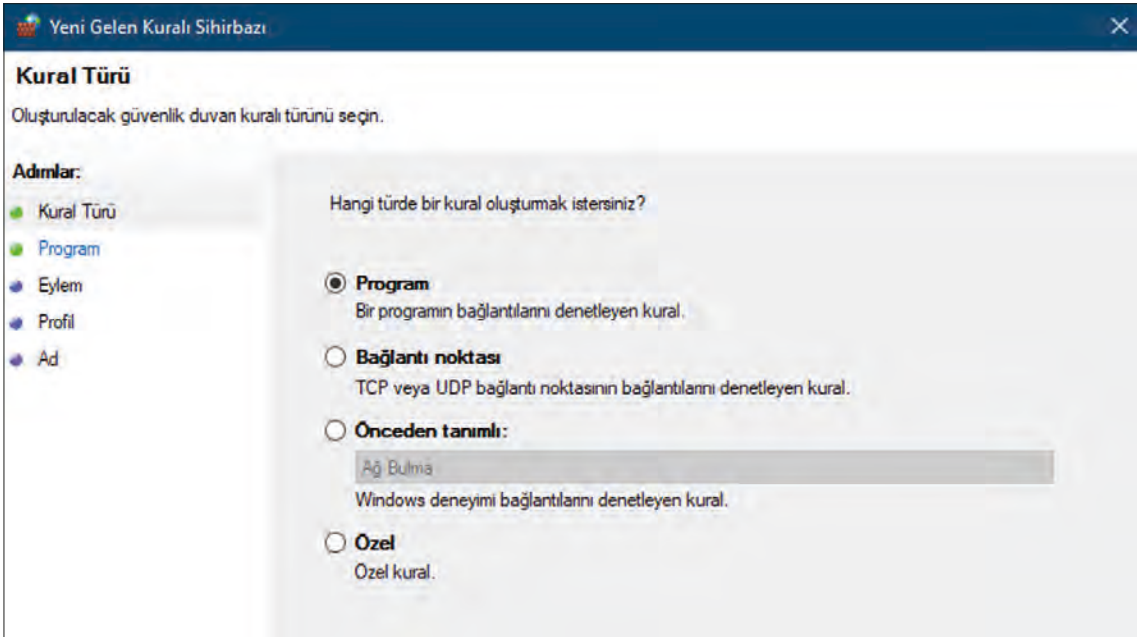 Yeni Gelen Kuralı Sihirbazı
Kural Türü
Oluşturulacak güvenlik duvarı kuralı türünü seçin.
Adımlar:
Kural Türü
Program
Eylem
Profil
Ad
Hangi türde bir kural oluşturmak istersiniz?
Program
Bir programın bağlantılarını denetleyen kural.
Bağlantı noktası
TCP veya UDP bağlantı noktasının bağlantılarını denetleyen kural.
Önceden tanımlı:
Ağ Bulma
Windows deneyimi bağlantılarını denetleyen kural.
Özel
Özel kural.